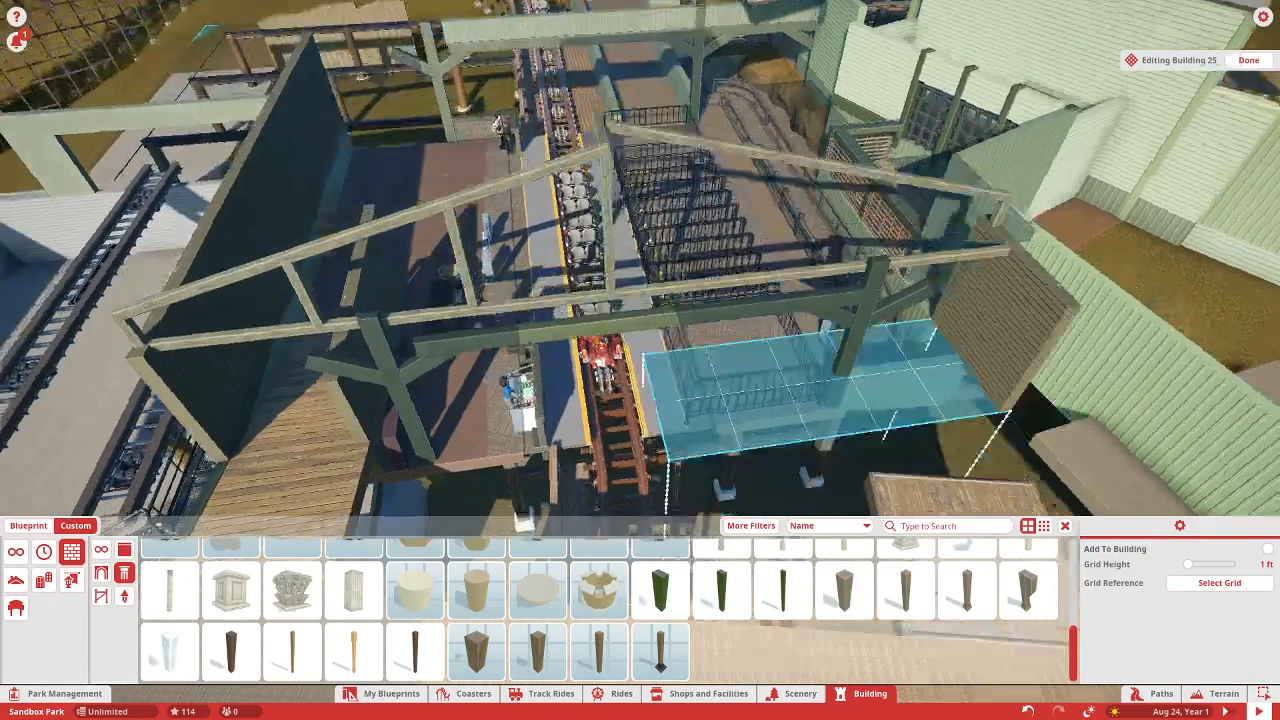 ?
1
Editing Building 25
Done
Blueprint
Custom
More Filters
Name
Type to Search
Add To Building
Grid Height
1 ft
Grid Reference
Select Grid
Park Management
My Blueprints
Coasters
Track Rides
Rides
Shops and Facilities
Scenery
Building
Paths
Terrain
Sandbox Park
Unlimited
114
0
Aug 24, Year 1